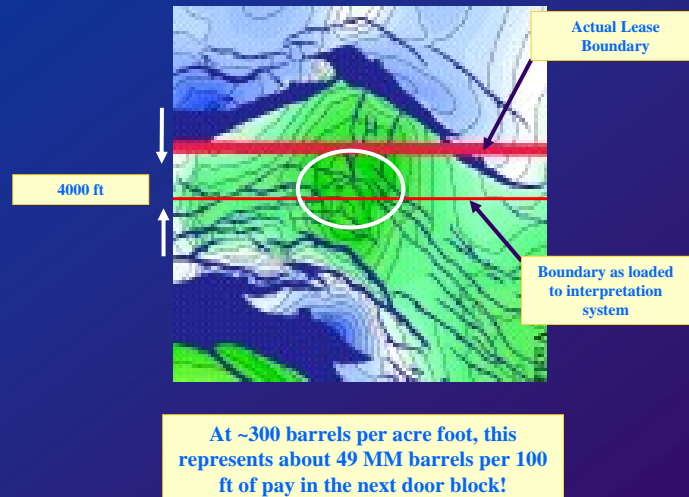 Actual Lease
Boundary
4000 ft
Boundary as loaded
to interpretation
system
At ~300 barrels per acre foot, this
represents about 49 MM barrels per 100
ft of pay in the next door block!